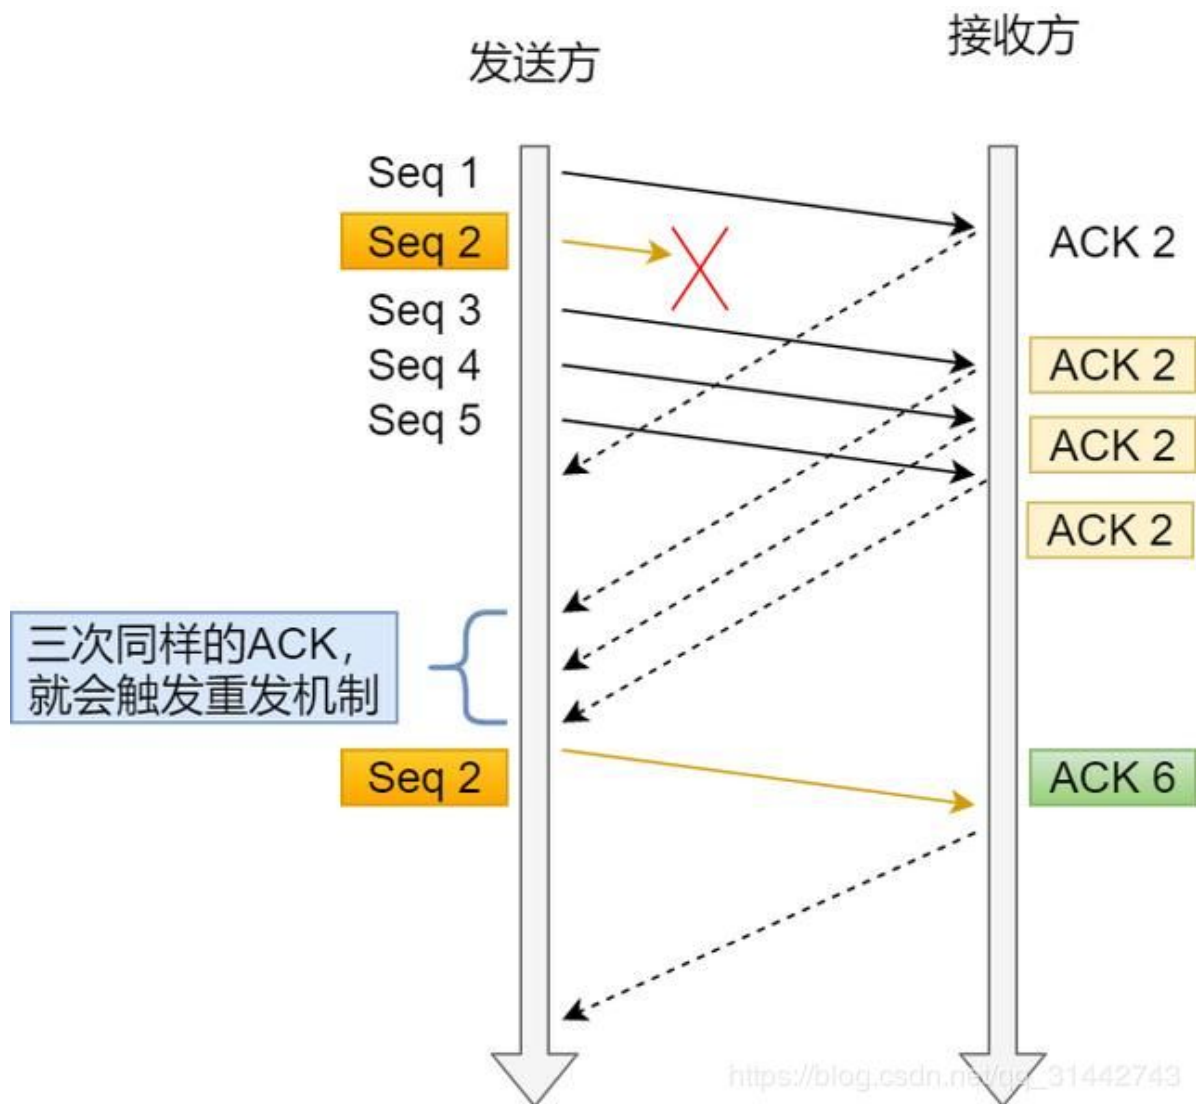 发送方
接收方
Seq 1
Seq 2
ACK 2
Seq 3
Seq 4
ACK 2
Seq 5
ACK 2
ACK 2
三次同样的ACK，
就会触发重发机制
Seq 2
ACK 6
https://blog.csdn.net/qq_31442743